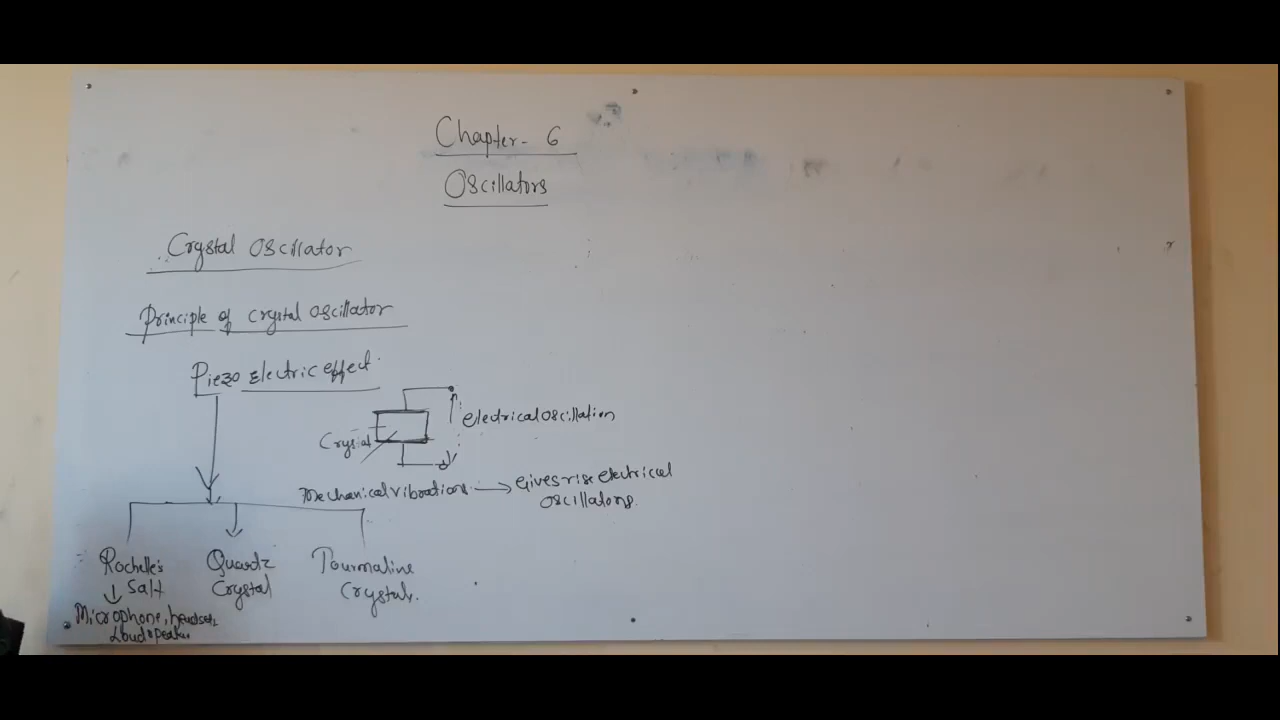 Chapter - 6
Oscillators
Crystal Oscillator
Principle of crystal oscillator
Piezo electric effect
Crystal
electrical oscillation
Mechanical vibrations → Gives rise electrical
oscillations.
Rochelle's
Salt
Quartz
Crystal
Tourmaline
Crystals.
Microphone, headset,
Loudspeaker